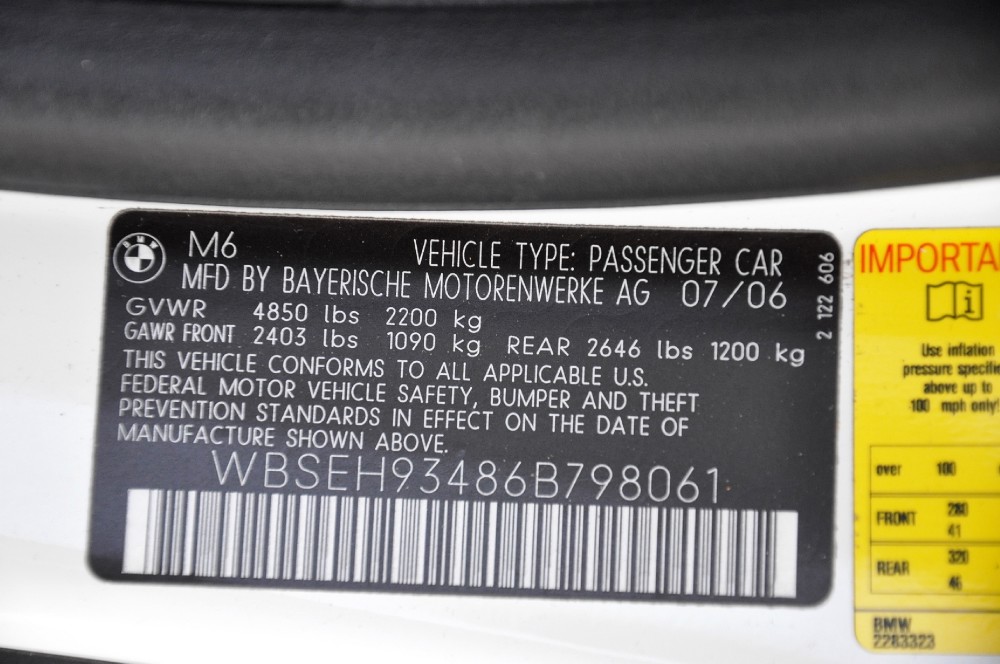 BMW
M6 VEHICLE TYPE: PASSENGER CAR
MFD BY BAYERISCHE MOTORENWERKE AG 07/06
GVWR 4850 lbs 2200 kg
GAWR FRONT 2403 lbs 1090 kg REAR 2646 lbs 1200 kg
THIS VEHICLE CONFORMS TO ALL APPLICABLE U.S.
FEDERAL MOTOR VEHICLE SAFETY, BUMPER AND THEFT
PREVENTION STANDARDS IN EFFECT ON THE DATE OF
MANUFACTURE SHOWN ABOVE.
WBSEH93486B798061
2 122 606
IMPORTA
i
Use inflation
pressure specifie
above up to
100 mph only!
over 100
FRONT 280
41
REAR 320
46
BMW
2283323